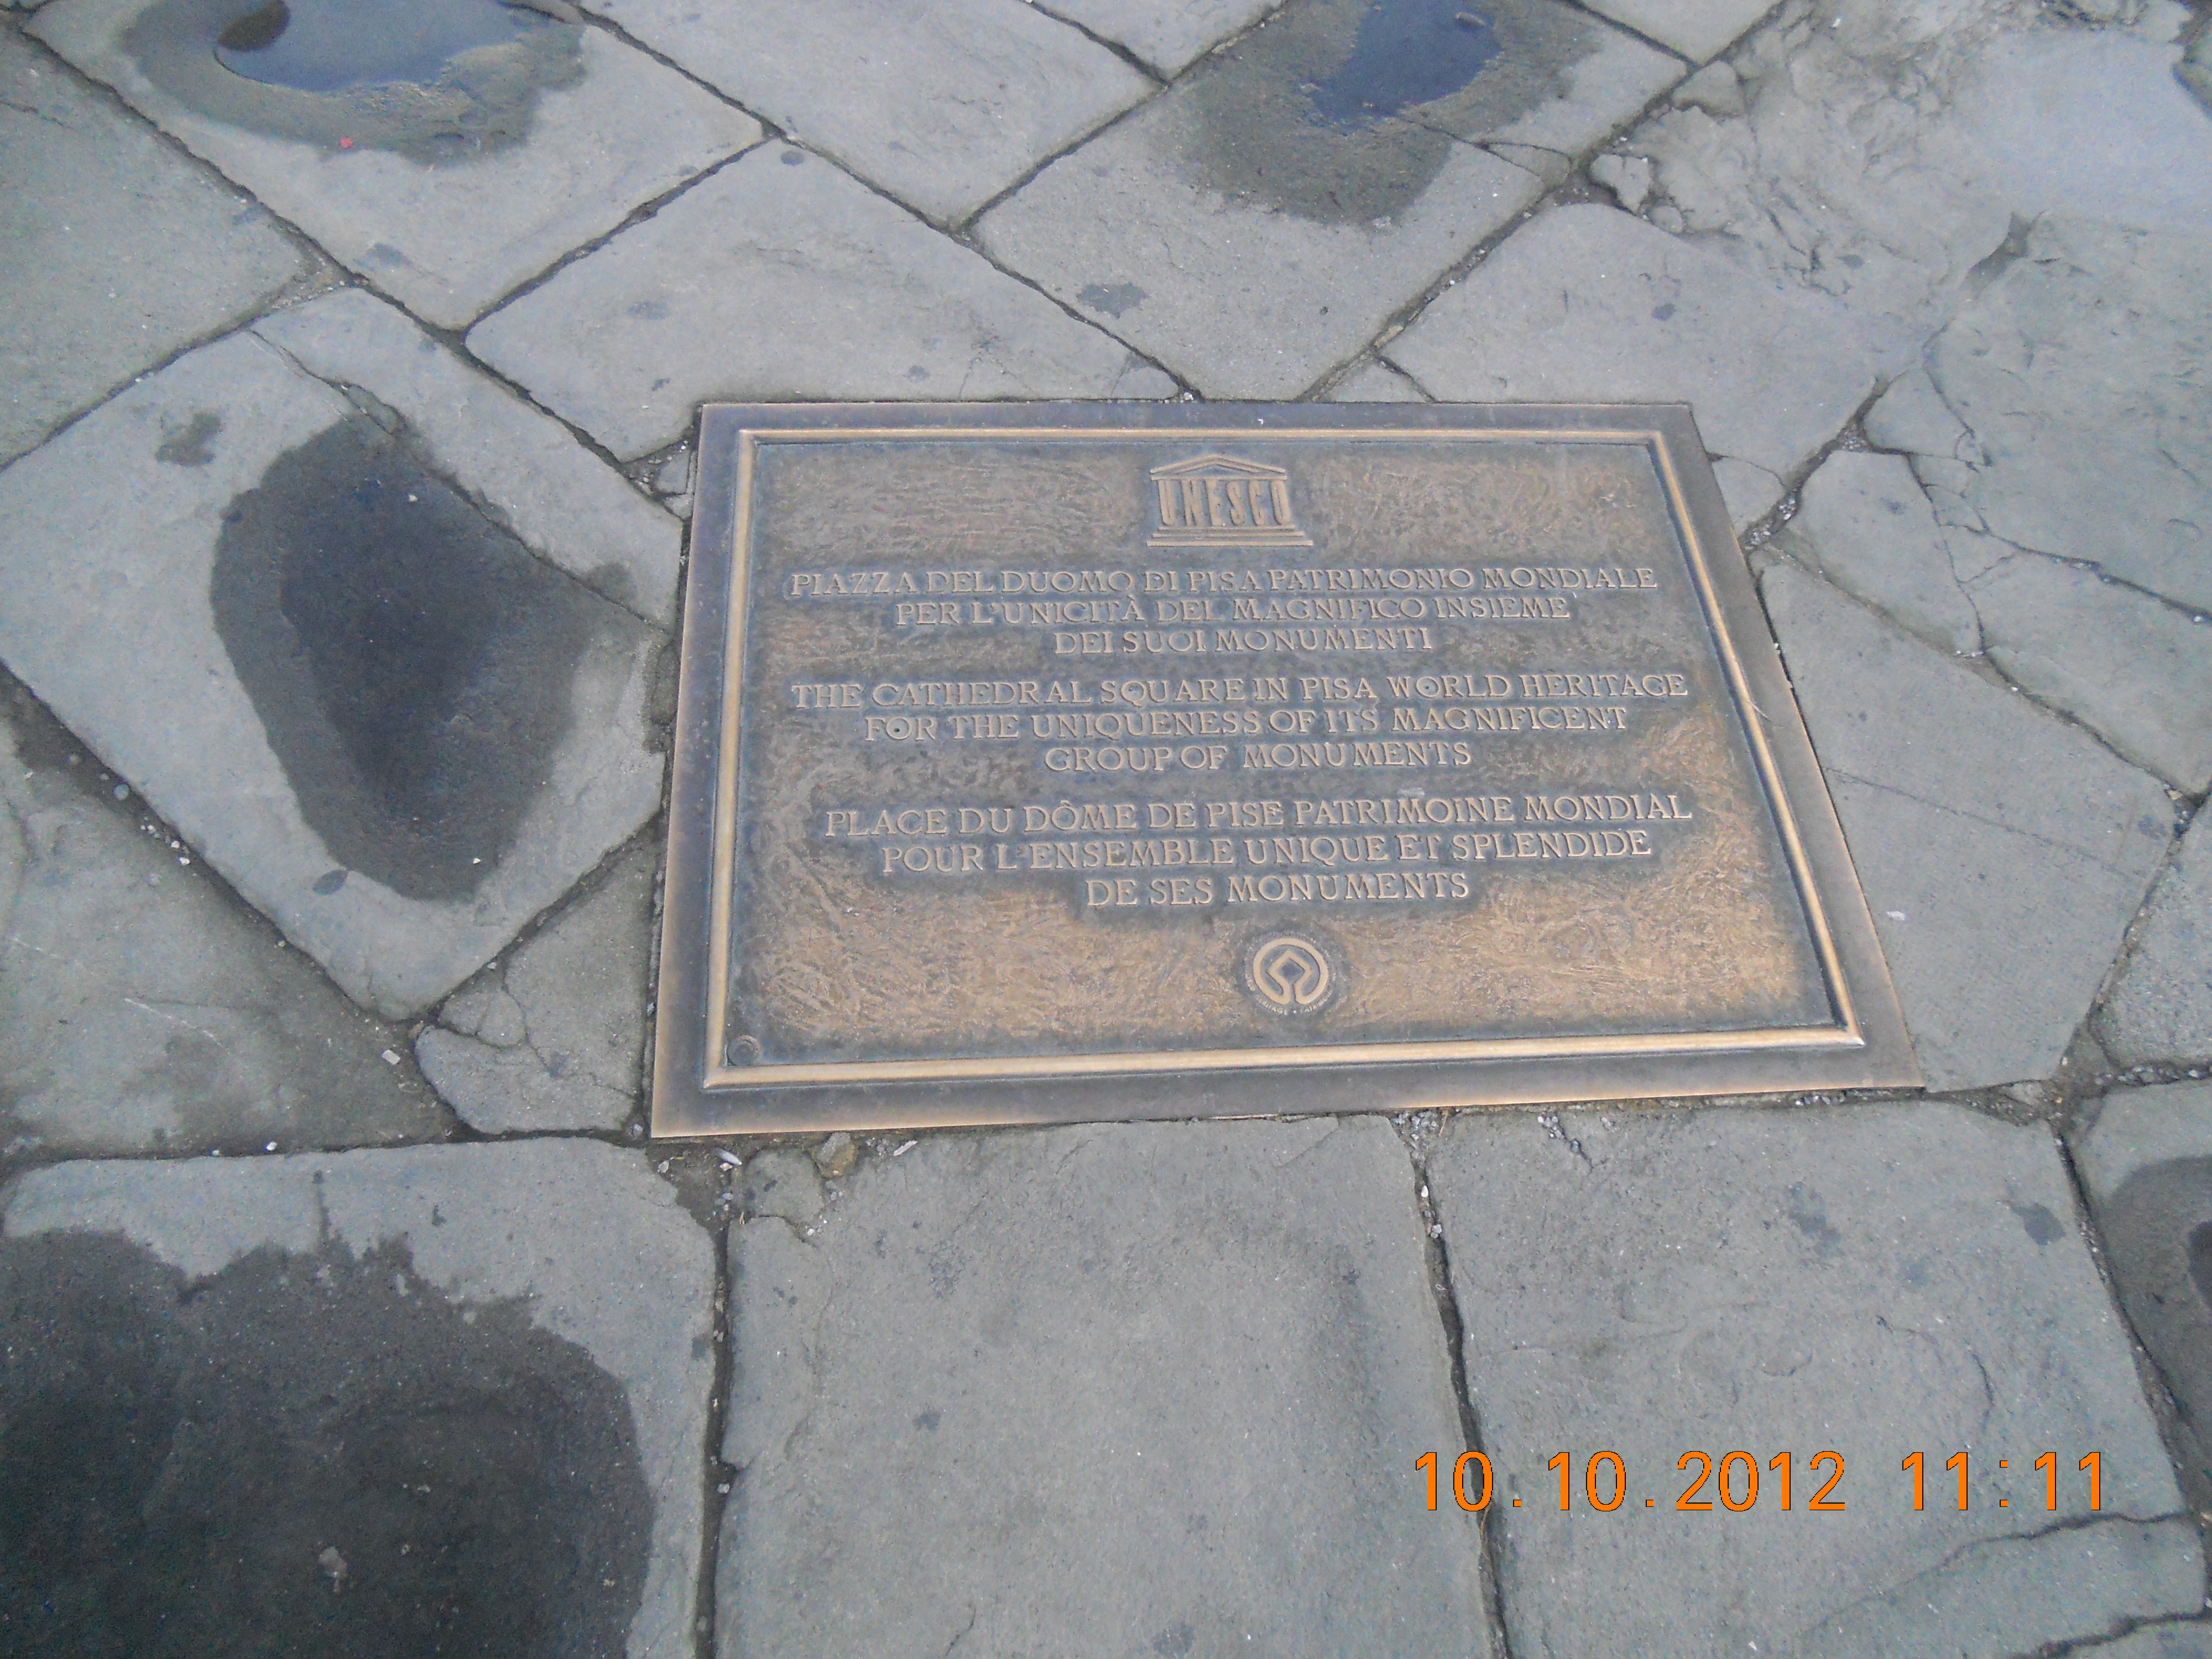 UNESCO
PIAZZA DEL DUOMO DI PISA PATRIMONIO MONDIALE
PER L'UNICITÀ DEL MAGNIFICO INSIEME
DEI SUOI MONUMENTI
THE CATHEDRAL SQUARE IN PISA WORLD HERITAGE
FOR THE UNIQUENESS OF ITS MAGNIFICENT
GROUP OF MONUMENTS
PLACE DU DÔME DE PISE PATRIMOINE MONDIAL
POUR L'ENSEMBLE UNIQUE ET SPLENDIDE
DE SES MONUMENTS
10.10.2012 11:11